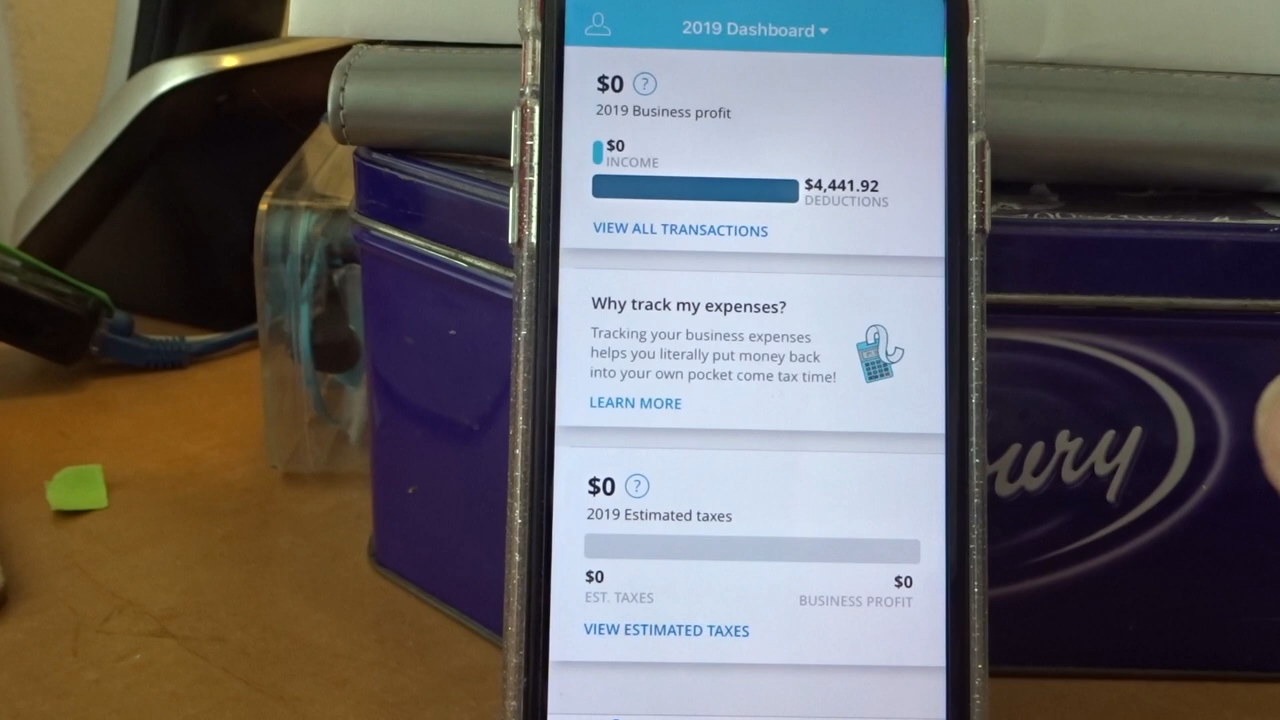 2019 Dashboard
$0 ?
2019 Business profit
$0
INCOME
$4,441.92
DEDUCTIONS
VIEW ALL TRANSACTIONS
Why track my expenses?
Tracking your business expenses
helps you literally put money back
into your own pocket come tax time!
LEARN MORE
$0 ?
2019 Estimated taxes
$0 $0
EST. TAXES BUSINESS PROFIT
VIEW ESTIMATED TAXES